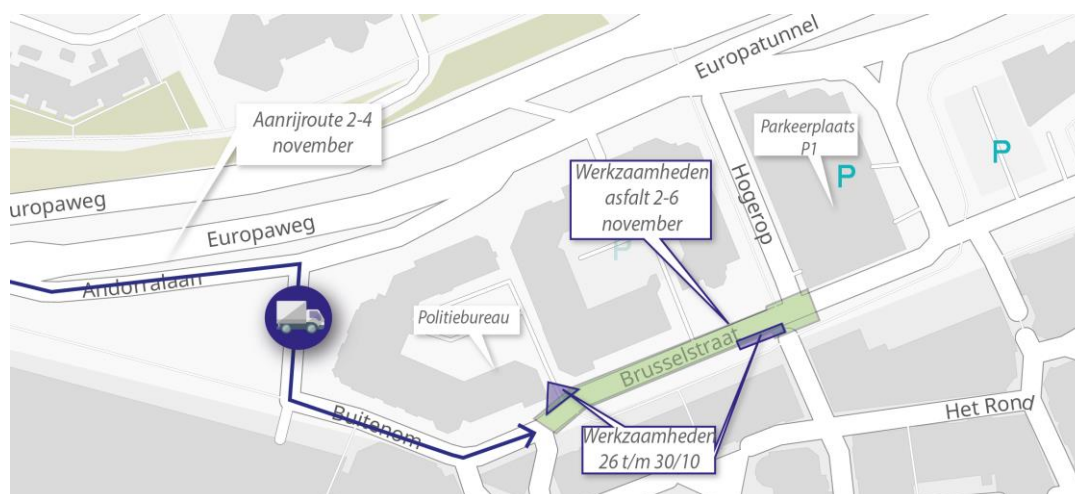 Europatunnel
Aanrijroute 2-4
november
Parkeerplaats
P1
P
P
Werkzaamheden
asfalt 2-6
november
P
Hogerop
uropaweg
Europaweg
Andorralaan
Politiebureau
Brusselstraat
Buitenom
Het Rond
Werkzaamheden
26 t/m 30/10